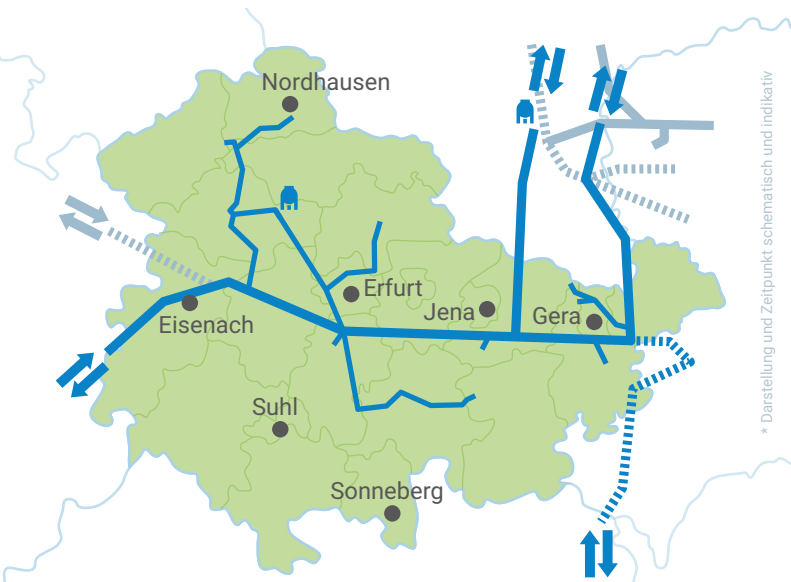 Nordhausen
Erfurt
Jena
Gera
Eisenach
Suhl
Sonneberg
* Darstellung und Zeitpunkt schematisch und indikativ